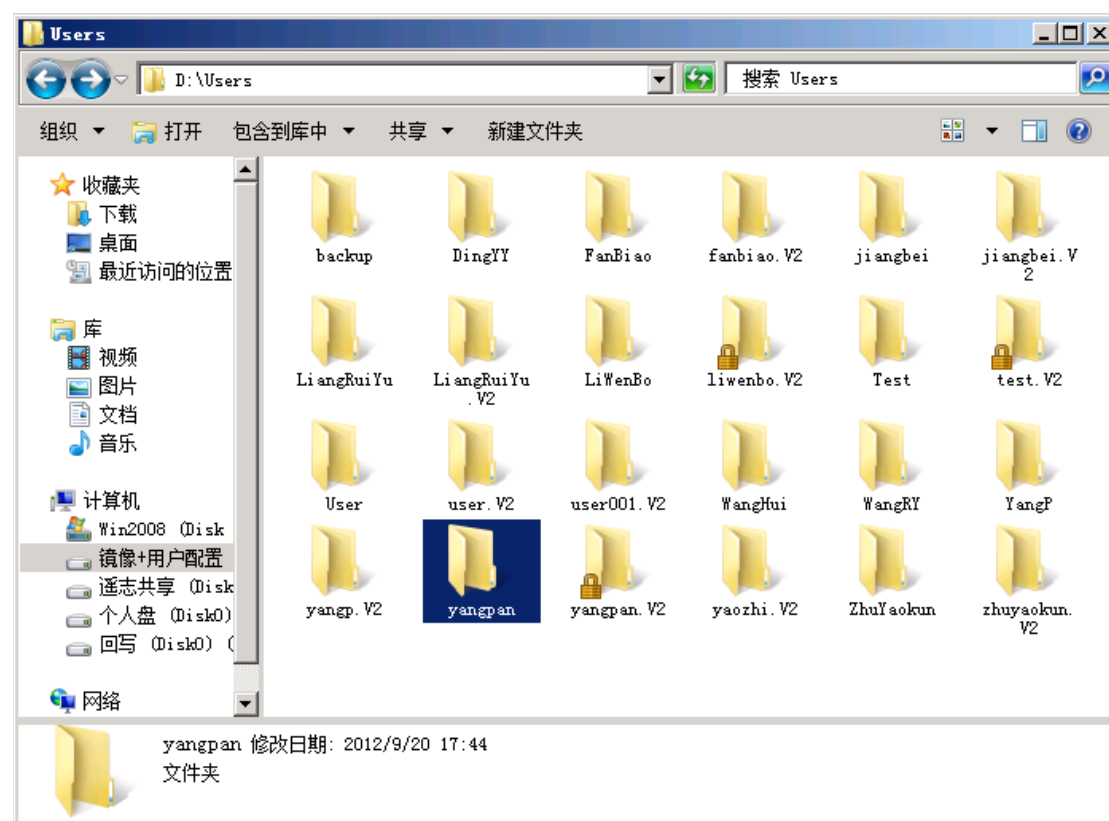 Users
D:\Users
搜索 Users
组织 打开 包含到库中 共享 新建文件夹
收藏夹
下载
桌面
最近访问的位置
库
视频
图片
文档
音乐
计算机
Win2008 (Disk
镜像+用户配置
遥志共享 (Disk
个人盘 (Disk0)
回写 (Disk0) (
网络
backup DingYY FanBiao fanbiao.V2 jiangbei jiangbei.V
2
LiangRuiYu LiangRuiYu LiWenBo liwenbo.V2 Test test.V2
.V2
User user.V2 user001.V2 WangHui WangRY YangP
yangp.V2 yangpan yangpan.V2 yaozhi.V2 ZhuYaokun zhuyaokun.
V2
yangpan 修改日期: 2012/9/20 17:44
文件夹